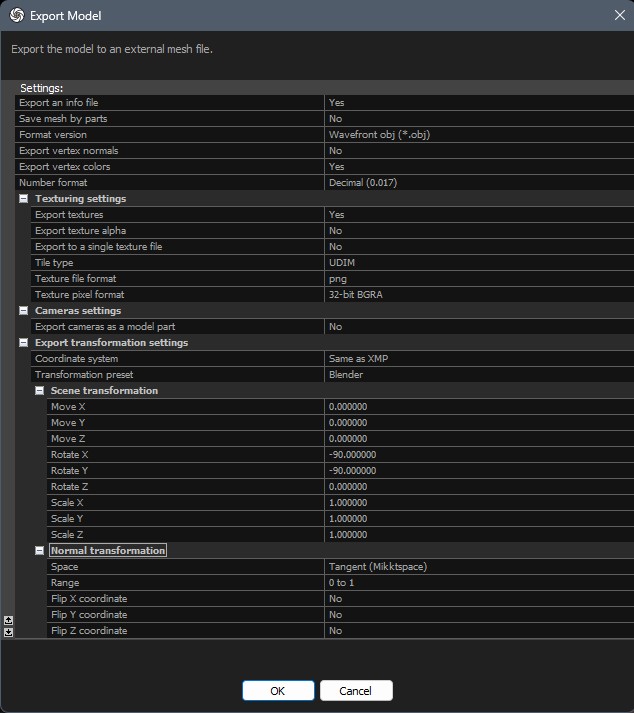 Export Model
Export the model to an external mesh file.
Settings:
Export an info file Yes
Save mesh by parts No
Format version Wavefront obj (*.obj)
Export vertex normals No
Export vertex colors Yes
Number format Decimal (0.017)
Texturing settings
Export textures Yes
Export texture alpha No
Export to a single texture file No
Tile type UDIM
Texture file format png
Texture pixel format 32-bit BGRA
Cameras settings
Export cameras as a model part No
Export transformation settings
Coordinate system Same as XMP
Transformation preset Blender
Scene transformation
Move X 0.000000
Move Y 0.000000
Move Z 0.000000
Rotate X -90.000000
Rotate Y -90.000000
Rotate Z 0.000000
Scale X 1.000000
Scale Y 1.000000
Scale Z 1.000000
Normal transformation
Space Tangent (Mikktspace)
Range 0 to 1
Flip X coordinate No
Flip Y coordinate No
Flip Z coordinate No
OK Cancel